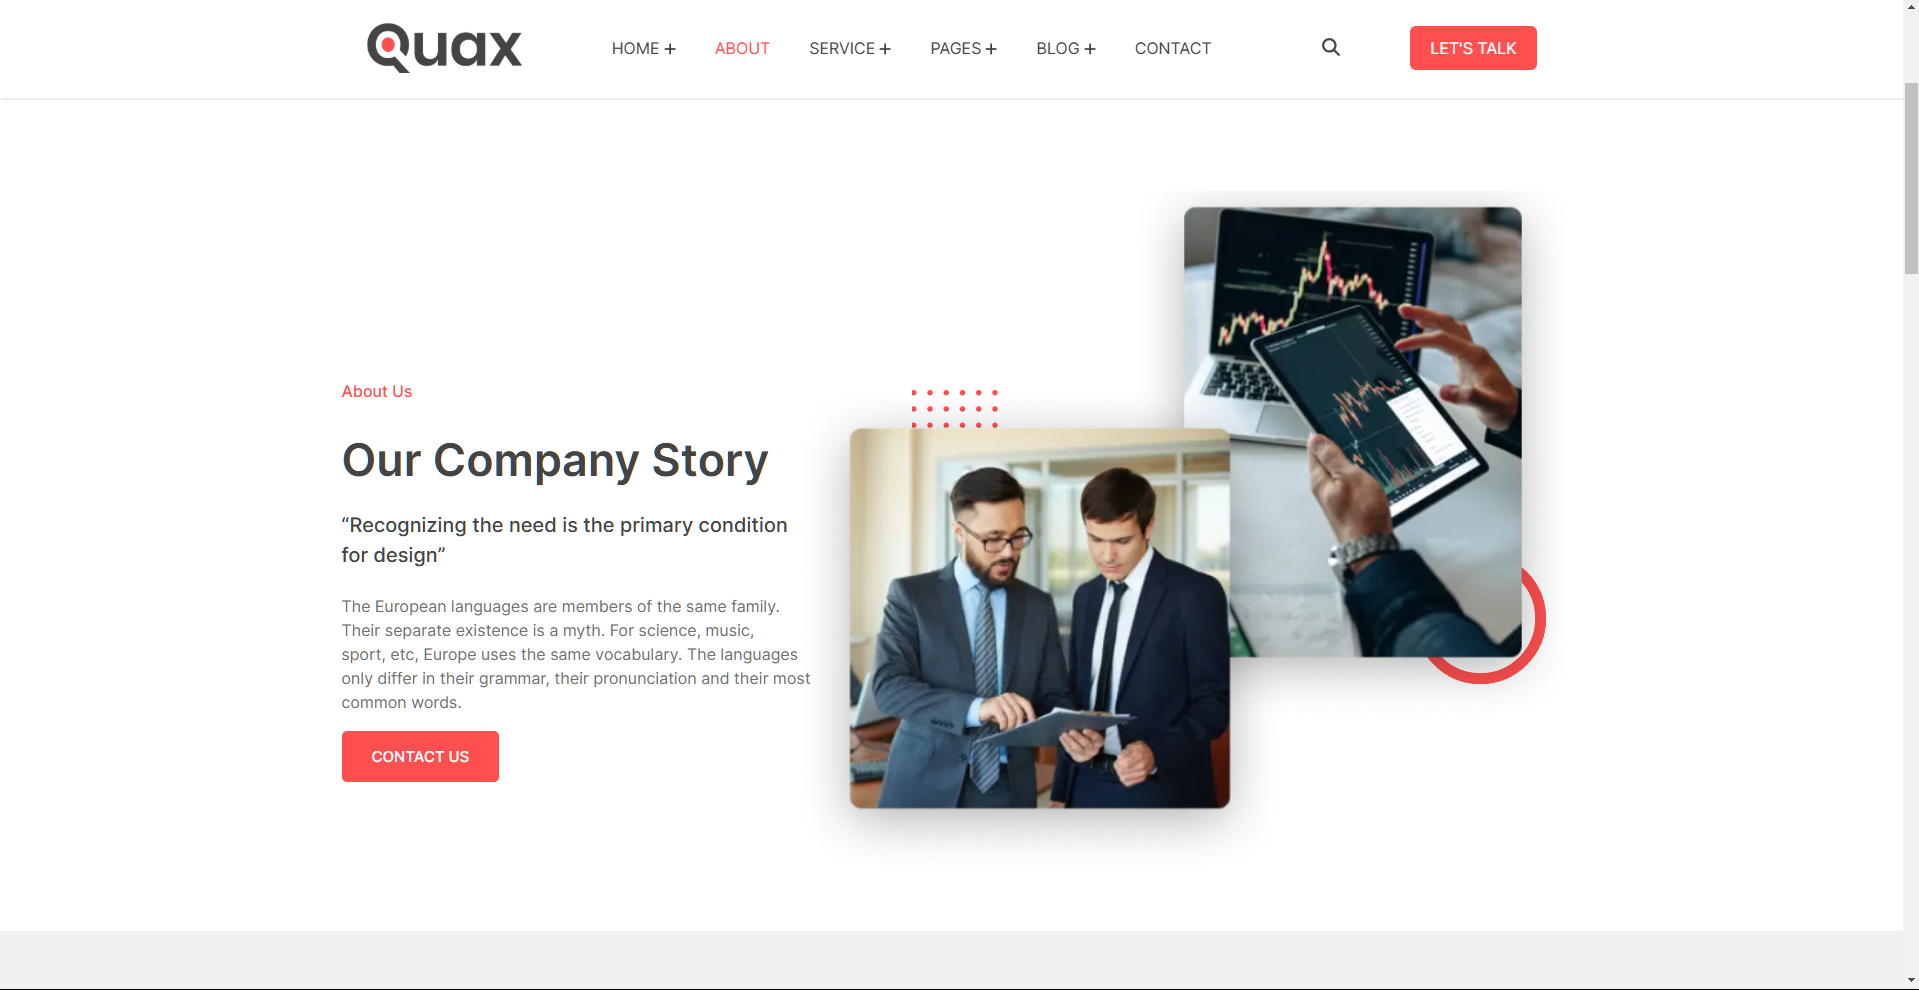 Quax
HOME + ABOUT SERVICE + PAGES + BLOG + CONTACT LET'S TALK
About Us
Our Company Story
“Recognizing the need is the primary condition
for design”
The European languages are members of the same family.
Their separate existence is a myth. For science, music,
sport, etc, Europe uses the same vocabulary. The languages
only differ in their grammar, their pronunciation and their most
common words.
CONTACT US